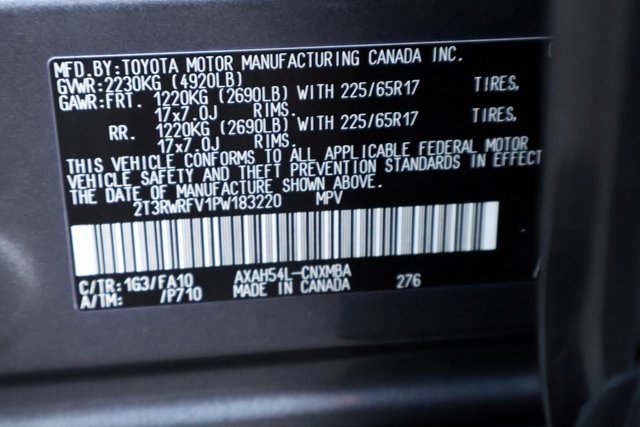 MFD.BY:TOYOTA MOTOR MANUFACTURING CANADA INC.
GVWR:2230KG (4920LB)
GAWR:FRT. 1220KG (2690LB) WITH 225/65R17 TIRES,
17x7.0J RIMS.
RR. 1220KG (2690LB) WITH 225/65R17 TIRES,
17x7.0J RIMS.
THIS VEHICLE CONFORMS TO ALL APPLICABLE FEDERAL MOTOR
VEHICLE SAFETY AND THEFT PREVENTION STANDARDS IN EFFECT
THE DATE OF MANUFACTURE SHOWN ABOVE.
2T3RWRFV1PW183220 MPV
C/TR:1G3/FA10 AXAH54L-CNXMBA 276
A/TM: /P710 MADE IN CANADA